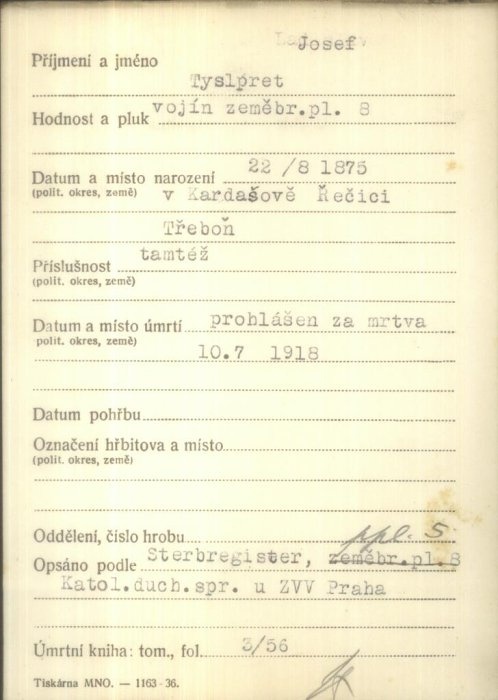 Josef
Příjmení a jméno
Tyslpret
Hodnost a pluk vojín zeměbr.pl. 8
Datum a místo narození 22/8 1875
(polit. okres, země) v Kardašově Řečici
Třeboň
Příslušnost tamtéž
(polit. okres, země)
Datum a místo úmrtí prohlášen za mrtva
polit. okres, země) 10.7 1918
Datum pohřbu
Označení hřbitova a místo
(polit. okres, země)
Oddělení, číslo hrobu ppl. 5
Opsáno podle Sterbregister, zeměbr.pl.8
Katol.duch.spr. u ZVV Praha
Úmrtní kniha: tom., fol. 3/56
Tiskárna MNO. — 1163-36.